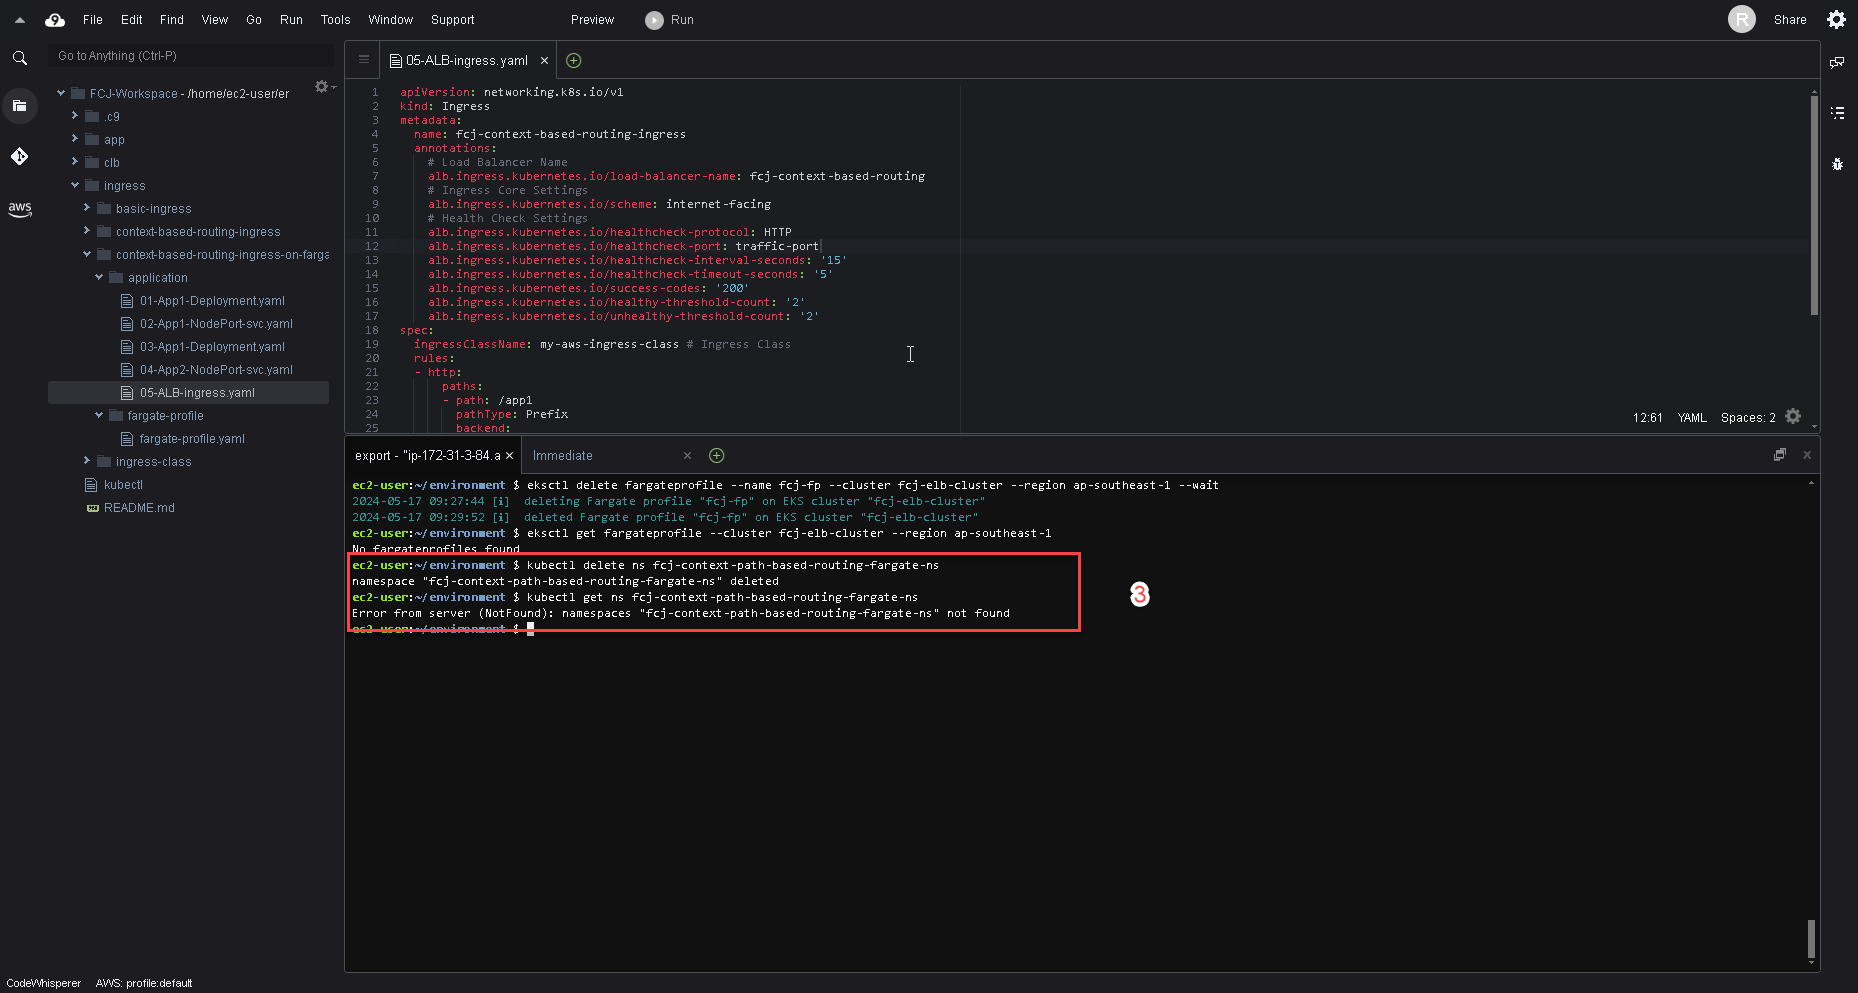 9 File Edit Find View Go Run Tools Window Support Preview Run R Share
Go to Anything (Ctrl-P)
FCJ-Workspace - /home/ec2-user/er
.c9
app
clb
ingress
basic-ingress
context-based-routing-ingress
context-based-routing-ingress-on-farga
application
01-App1-Deployment.yaml
02-App1-NodePort-svc.yaml
03-App1-Deployment.yaml
04-App2-NodePort-svc.yaml
05-ALB-ingress.yaml
fargate-profile
fargate-profile.yaml
ingress-class
kubectl
README.md
aws
05-ALB-ingress.yaml
1 apiVersion: networking.k8s.io/v1
2 kind: Ingress
3 metadata:
4 name: fcj-context-based-routing-ingress
5 annotations:
6 # Load Balancer Name
7 alb.ingress.kubernetes.io/load-balancer-name: fcj-context-based-routing
8 # Ingress Core Settings
9 alb.ingress.kubernetes.io/scheme: internet-facing
10 # Health Check Settings
11 alb.ingress.kubernetes.io/healthcheck-protocol: HTTP
12 alb.ingress.kubernetes.io/healthcheck-port: traffic-port
13 alb.ingress.kubernetes.io/healthcheck-interval-seconds: '15'
14 alb.ingress.kubernetes.io/healthcheck-timeout-seconds: '5'
15 alb.ingress.kubernetes.io/success-codes: '200'
16 alb.ingress.kubernetes.io/healthy-threshold-count: '2'
17 alb.ingress.kubernetes.io/unhealthy-threshold-count: '2'
18 spec:
19 ingressClassName: my-aws-ingress-class # Ingress Class
20 rules:
21 - http:
22 paths:
23 - path: /app1
24 pathType: Prefix
25 backend:
12:61 YAML Spaces: 2
export - "ip-172-31-3-84.a Immediate
ec2-user:~/environment $ eksctl delete fargateprofile --name fcj-fp --cluster fcj-elb-cluster --region ap-southeast-1 --wait
2024-05-17 09:27:44 [i] deleting Fargate profile "fcj-fp" on EKS cluster "fcj-elb-cluster"
2024-05-17 09:29:52 [i] deleted Fargate profile "fcj-fp" on EKS cluster "fcj-elb-cluster"
ec2-user:~/environment $ eksctl get fargateprofile --cluster fcj-elb-cluster --region ap-southeast-1
No fargateprofiles found
ec2-user:~/environment $ kubectl delete ns fcj-context-path-based-routing-fargate-ns
namespace "fcj-context-path-based-routing-fargate-ns" deleted
ec2-user:~/environment $ kubectl get ns fcj-context-path-based-routing-fargate-ns
Error from server (NotFound): namespaces "fcj-context-path-based-routing-fargate-ns" not found
ec2-user:~/environment $
3
CodeWhisperer AWS: profile:default